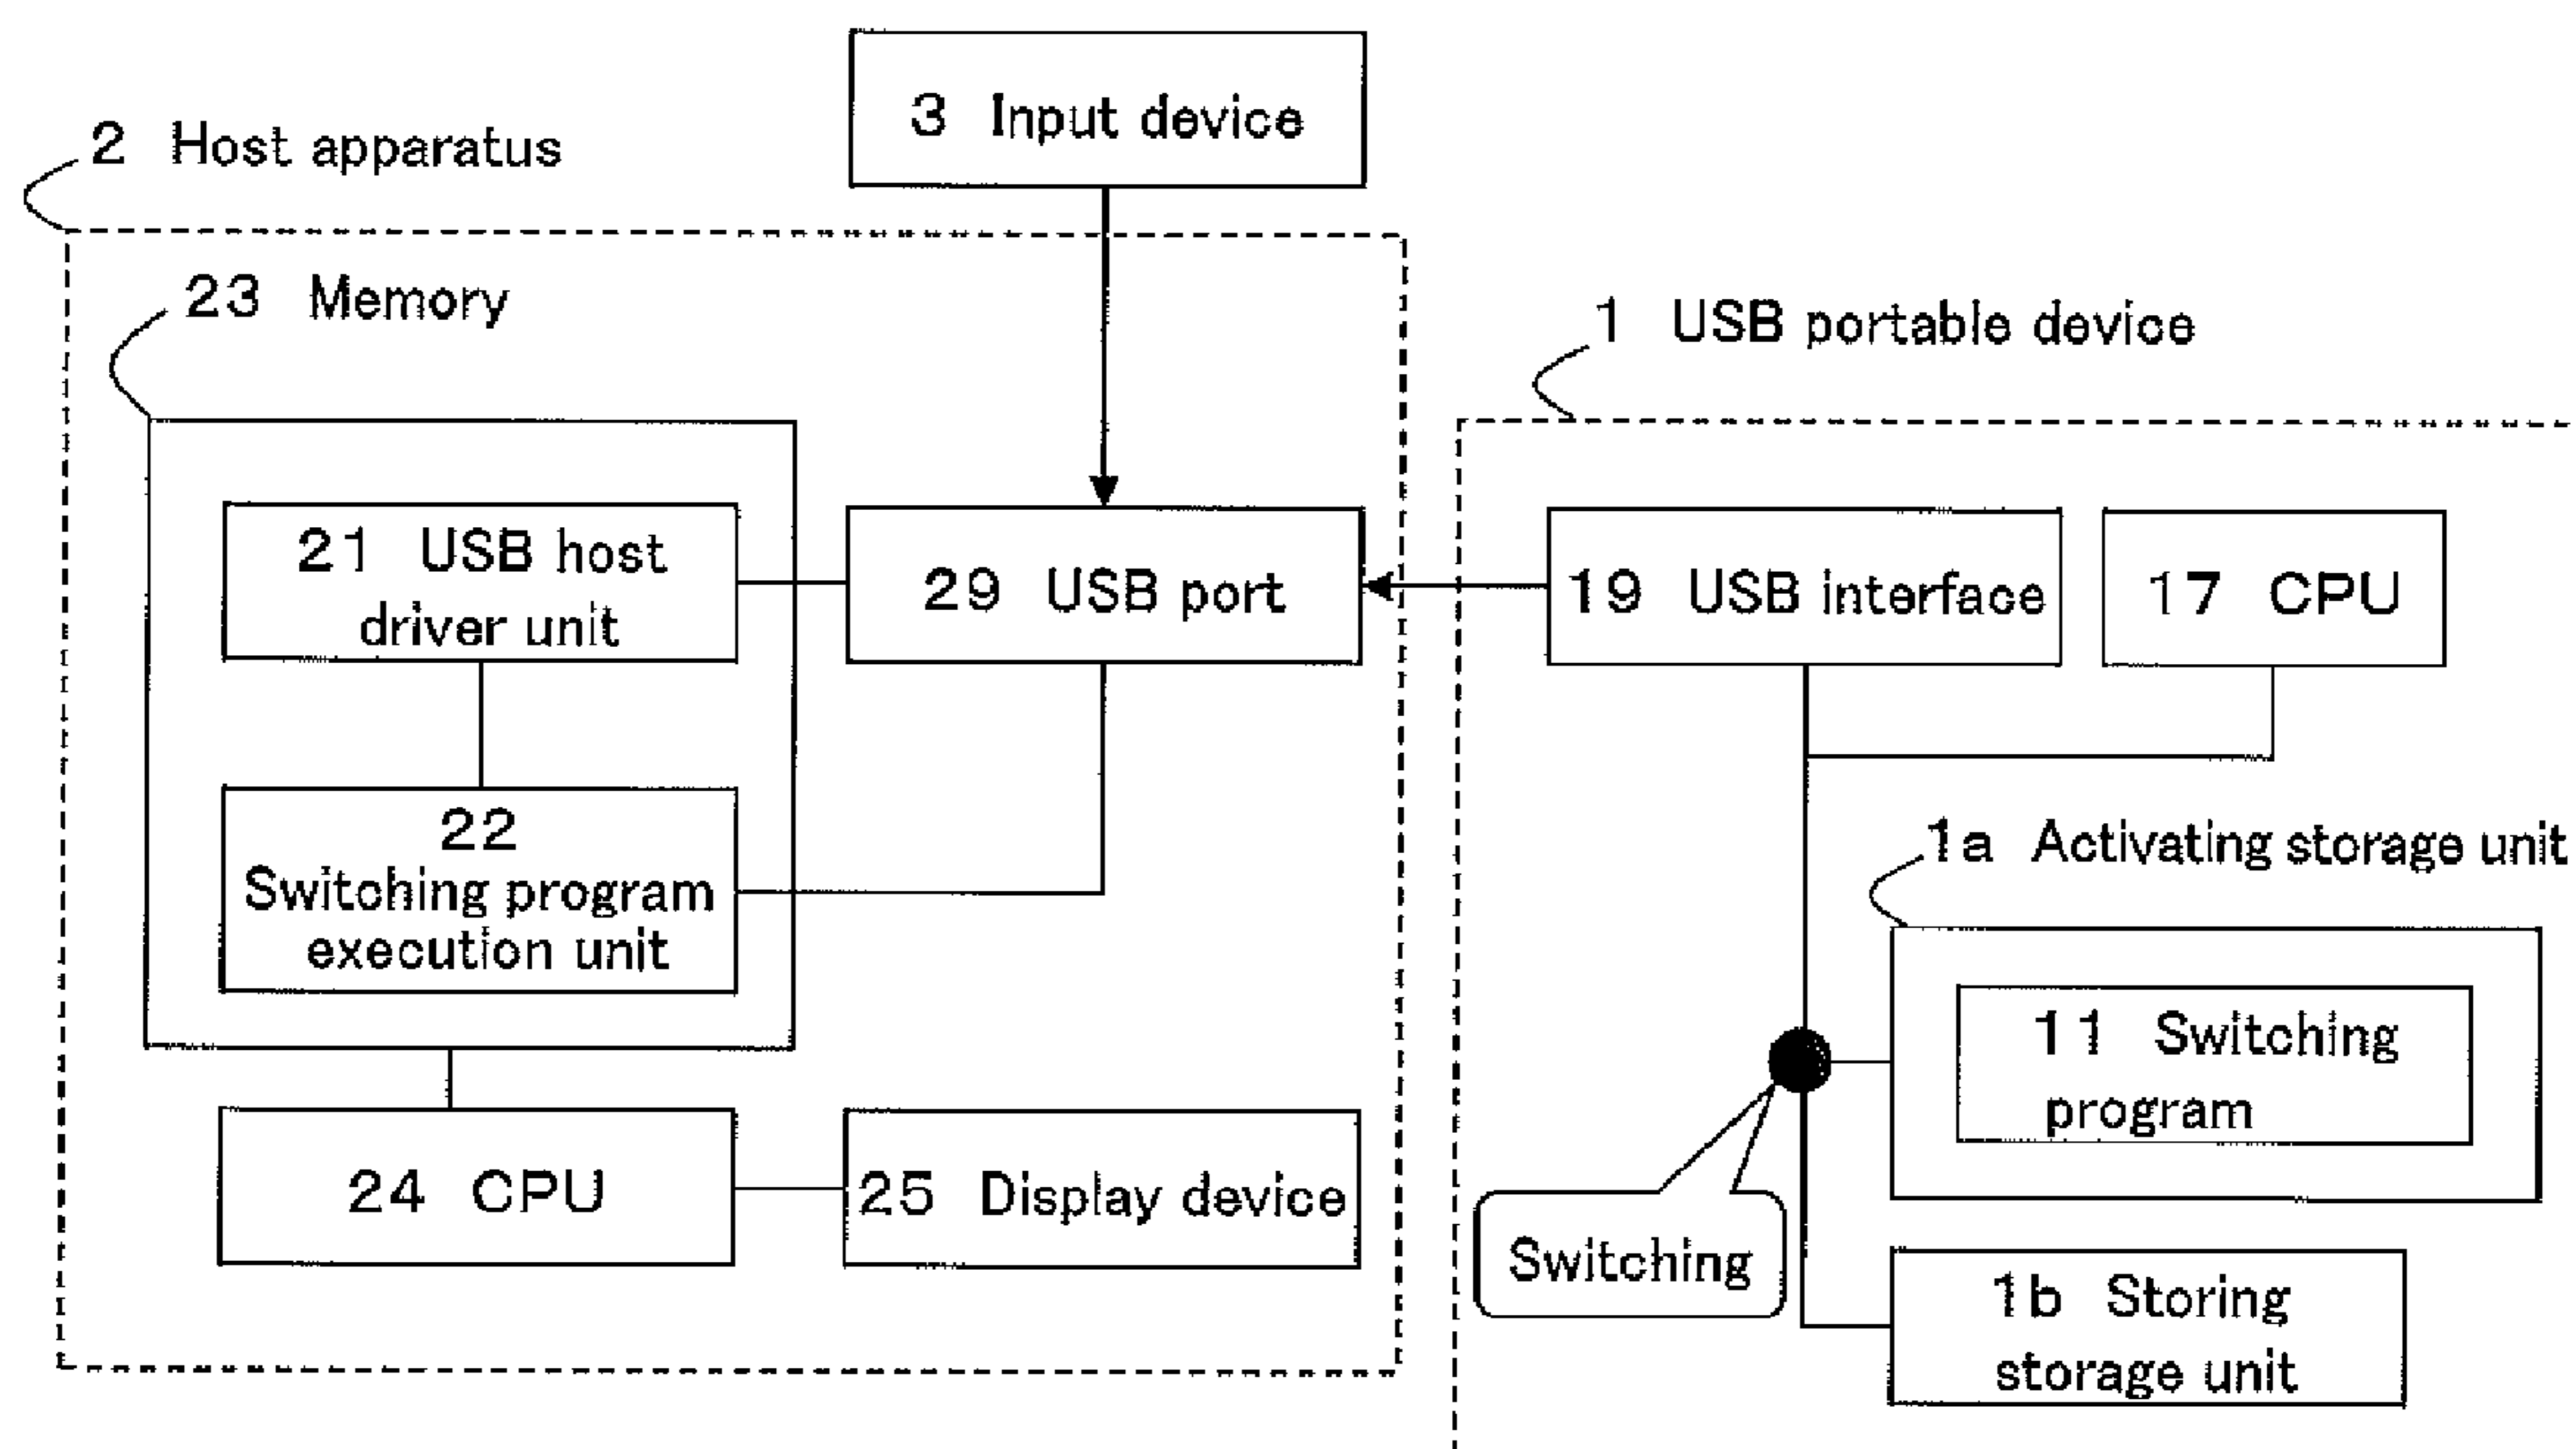 3 Input device
2 Host apparatus
23 Memory
1 USB portable device
21 USB host
driver unit
29 USB port
19 USB interface
17 CPU
22
Switching program
execution unit
1a Activating storage unit
11 Switching
program
24 CPU
25 Display device
Switching
1b Storing
storage unit